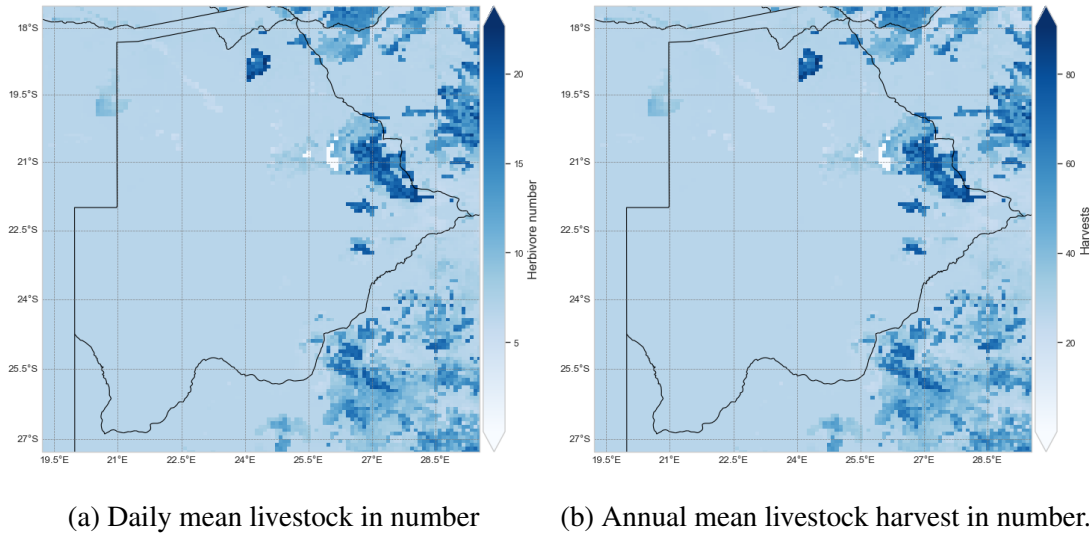 18°S
19.5°S
21°S
22.5°S
24°S
25.5°S
27°S
19.5°E 21°E 22.5°E 24°E 25.5°E 27°E 28.5°E
20
15
10
5
Herbivore number
18°S
19.5°S
21°S
22.5°S
24°S
25.5°S
27°S
19.5°E 21°E 22.5°E 24°E 25.5°E 27°E 28.5°E
80
60
40
20
Harvests
(a) Daily mean livestock in number
(b) Annual mean livestock harvest in number.